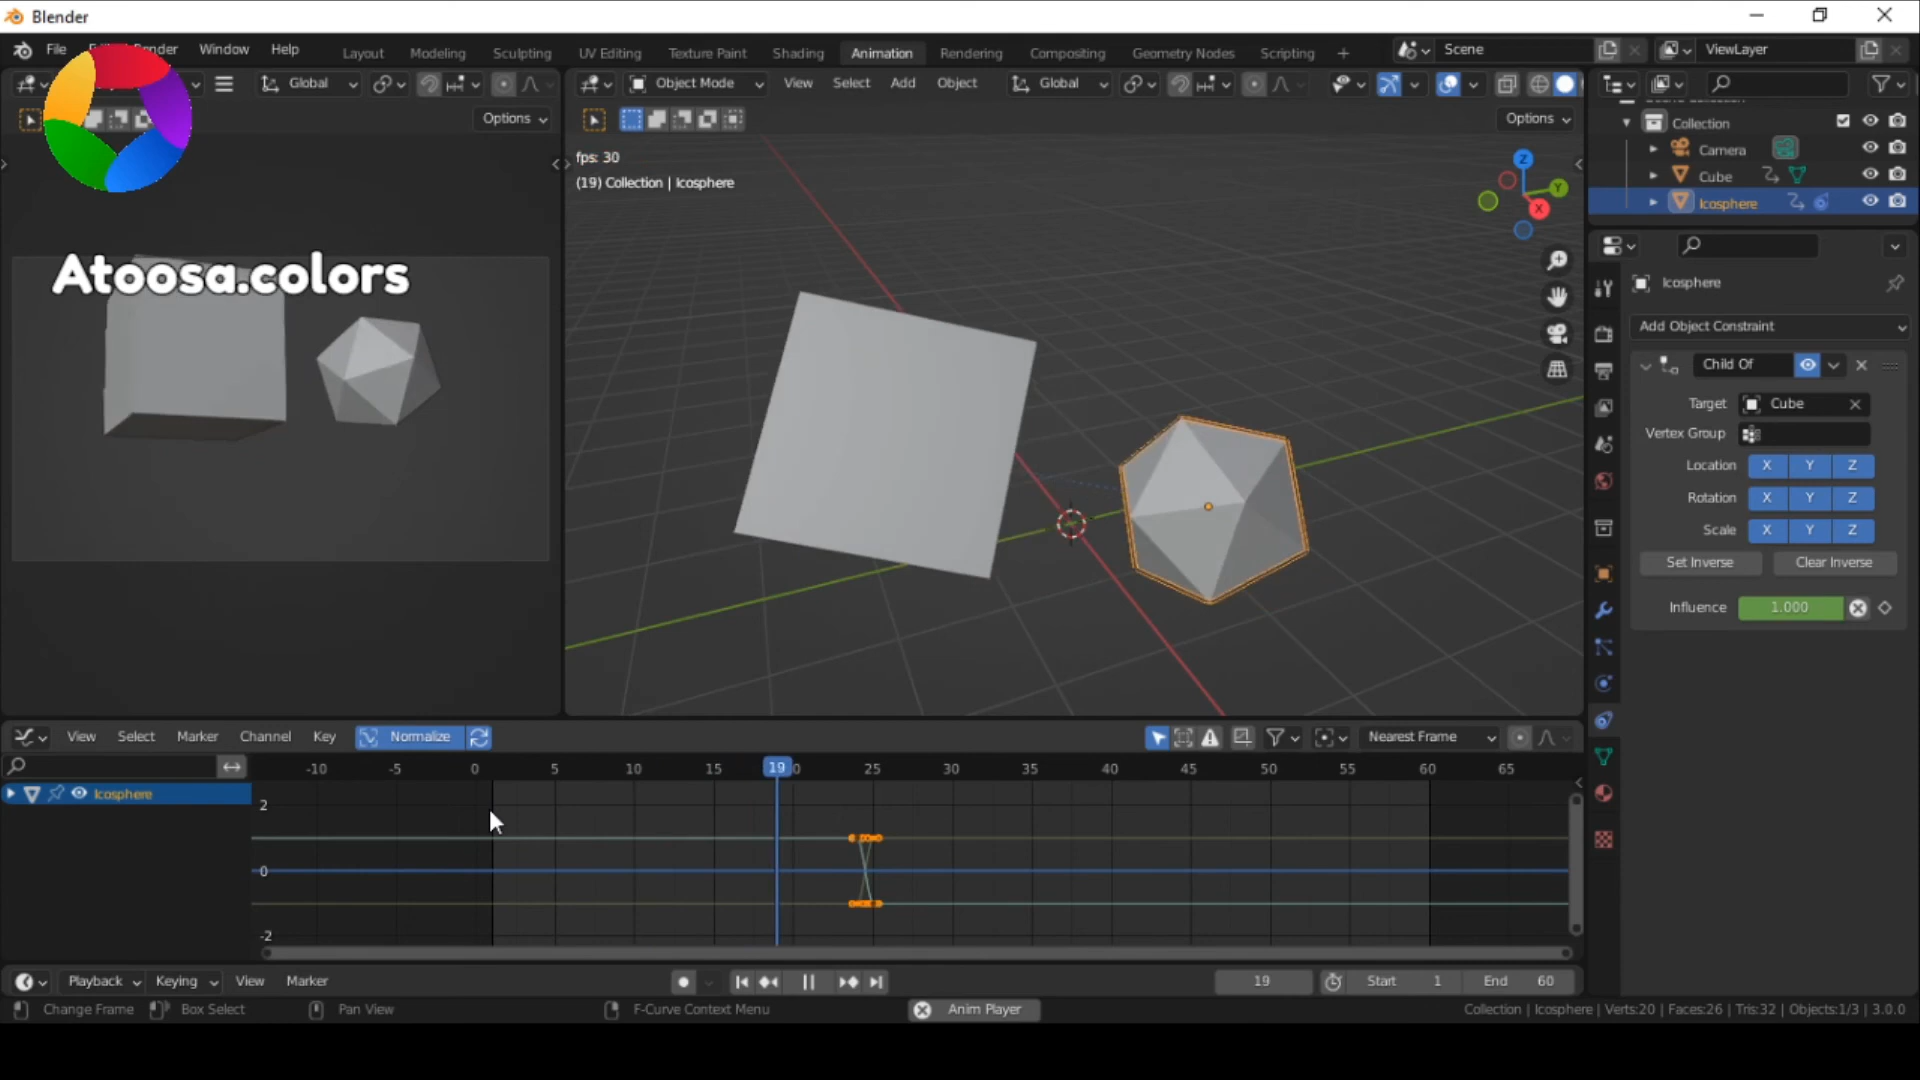 Blender
File Render Window Help Layout Modeling Sculpting UV Editing Texture Paint Shading Animation Rendering Compositing Geometry Nodes Scripting + Scene ViewLayer
Global Object Mode View Select Add Object Global
Options Options
fps: 30
(19) Collection | Icosphere
Z
Y
X
Atoosa.colors
Collection
Camera
Cube
Icosphere
Icosphere
Add Object Constraint
Child Of
Target Cube
Vertex Group
Location X Y Z
Rotation X Y Z
Scale X Y Z
Set Inverse Clear Inverse
Influence 1.000
View Select Marker Channel Key Normalize Nearest Frame
-10 -5 0 5 10 15 19 0 25 30 35 40 45 50 55 60 65
Icosphere
2
0
-2
Playback Keying View Marker 19 Start 1 End 60
Change Frame Box Select Pan View F-Curve Context Menu Anim Player Collection | Icosphere | Verts:20 | Faces:26 | Tris:32 | Objects:1/3 | 3.0.0